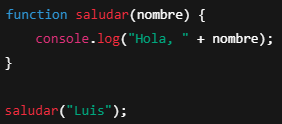 function saludar(nombre) {
    console.log("Hola, " + nombre);
}

saludar("Luis");